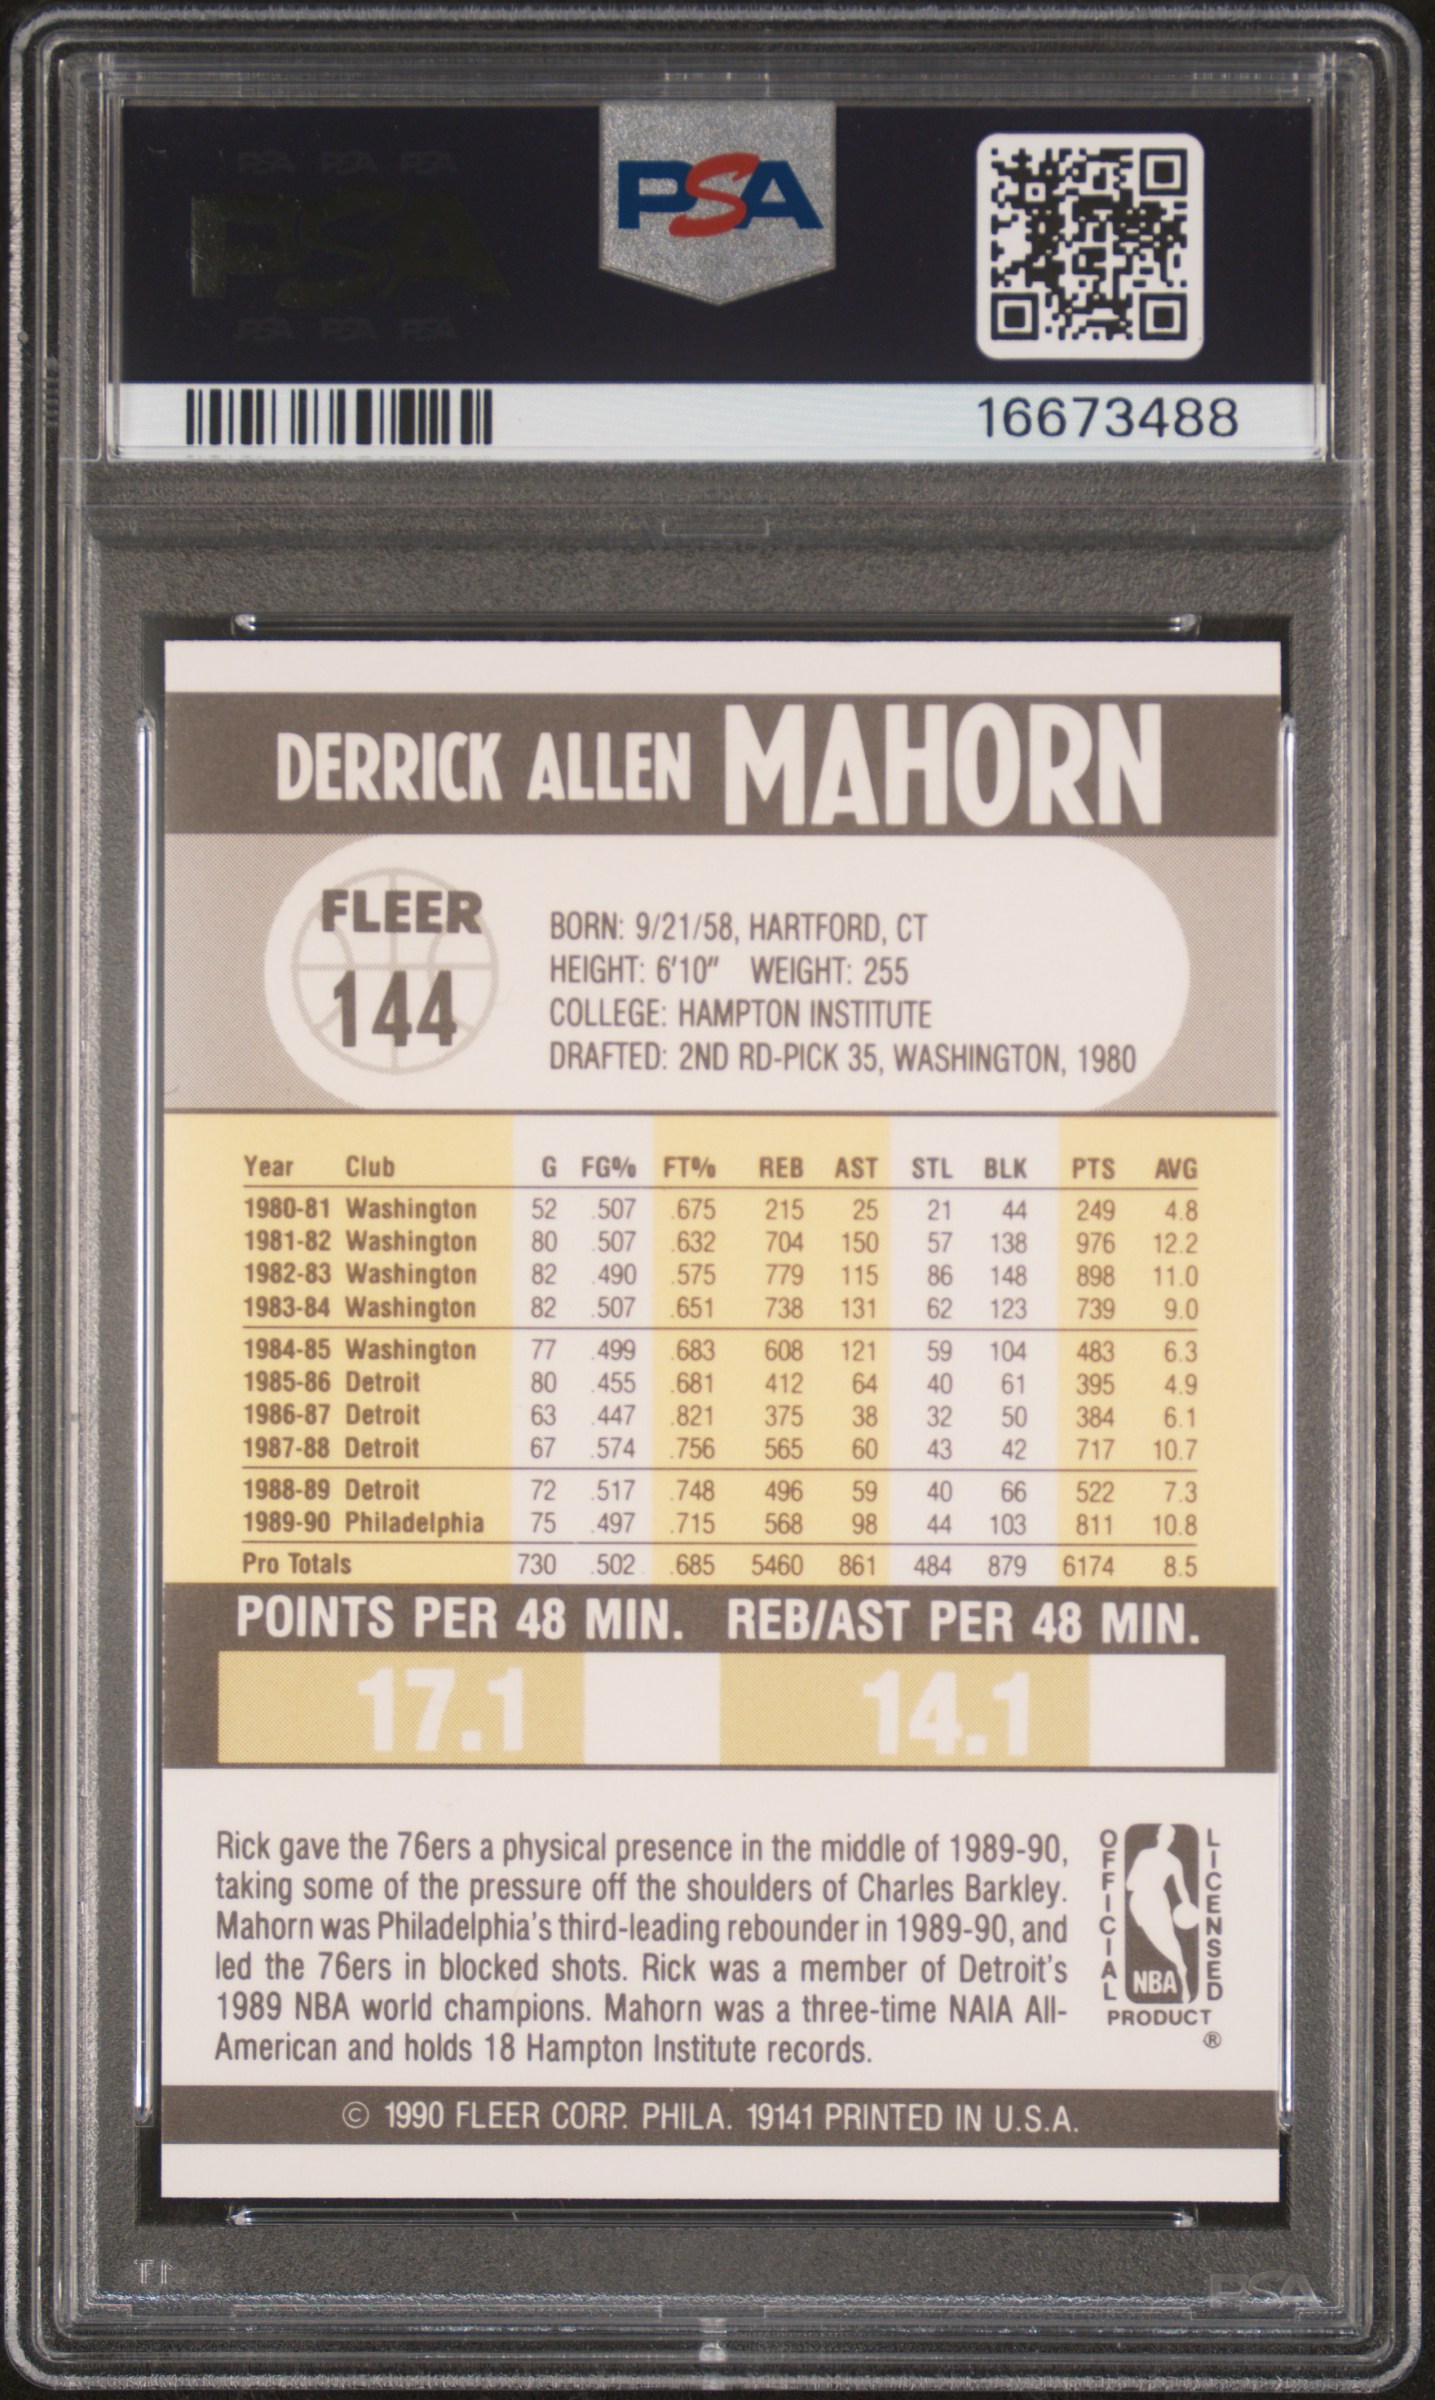 PSA PSA PSA
PSA
PSA PSA PSA
PSA
16673488
DERRICK ALLEN MAHORN
FLEER
144
BORN: 9/21/58, HARTFORD, CT
HEIGHT: 6'10" WEIGHT: 255
COLLEGE: HAMPTON INSTITUTE
DRAFTED: 2ND RD-PICK 35, WASHINGTON, 1980
Year Club G FG% FT% REB AST STL BLK PTS AVG
1980-81 Washington 52 .507 .675 215 25 21 44 249 4.8
1981-82 Washington 80 .507 .632 704 150 57 138 976 12.2
1982-83 Washington 82 .490 .575 779 115 86 148 898 11.0
1983-84 Washington 82 .507 .651 738 131 62 123 739 9.0
1984-85 Washington 77 .499 .683 608 121 59 104 483 6.3
1985-86 Detroit 80 .455 .681 412 64 40 61 395 4.9
1986-87 Detroit 63 .447 .821 375 38 32 50 384 6.1
1987-88 Detroit 67 .574 .756 565 60 43 42 717 10.7
1988-89 Detroit 72 .517 .748 496 59 40 66 522 7.3
1989-90 Philadelphia 75 .497 .715 568 98 44 103 811 10.8
Pro Totals 730 .502 .685 5460 861 484 879 6174 8.5
POINTS PER 48 MIN. REB/AST PER 48 MIN.
17.1 14.1
Rick gave the 76ers a physical presence in the middle of 1989-90,
taking some of the pressure off the shoulders of Charles Barkley.
Mahorn was Philadelphia's third-leading rebounder in 1989-90, and
led the 76ers in blocked shots. Rick was a member of Detroit's
1989 NBA world champions. Mahorn was a three-time NAIA All-
American and holds 18 Hampton Institute records.
OFFICIAL
LICENSED
NBA
PRODUCT
®
© 1990 FLEER CORP. PHILA. 19141 PRINTED IN U.S.A.
PSA